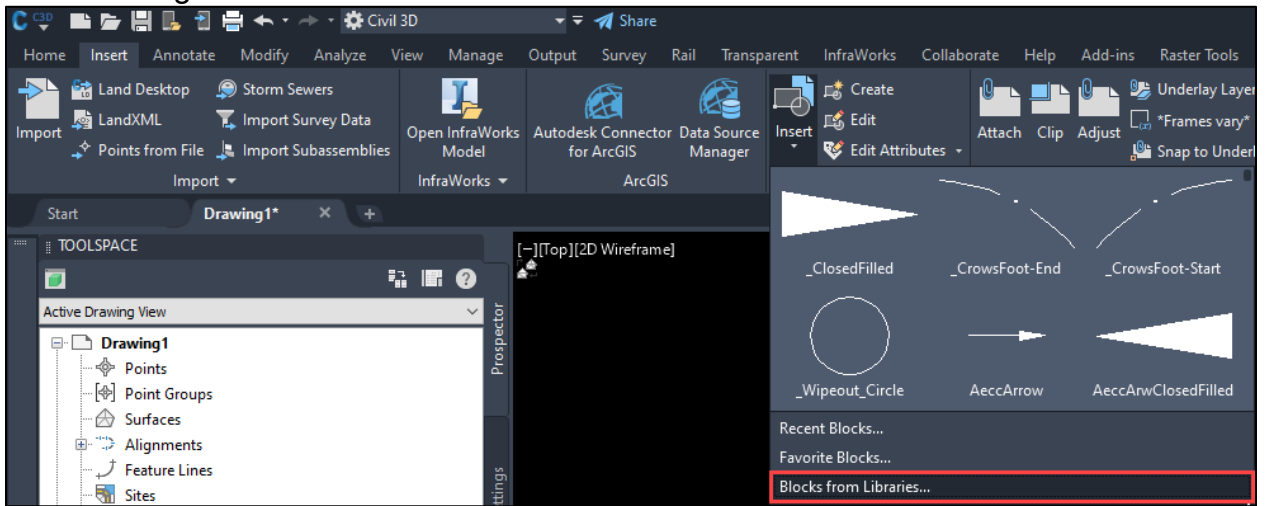 C3D Civil 3D Share
Home Insert Annotate Modify Analyze View Manage Output Survey Rail Transparent InfraWorks Collaborate Help Add-ins Raster Tools
Land Desktop Storm Sewers Create Underlay Layer
LandXML Import Survey Data Edit *Frames vary*
Import Open InfraWorks Model Autodesk Connector for ArcGIS Data Source Manager Insert Attach Clip Adjust
Points from File Import Subassemblies Edit Attributes Snap to Underl
Import InfraWorks ArcGIS
Start Drawing1*
TOOLSPACE
[−][Top][2D Wireframe]
Active Drawing View
Prospector
Drawing1
Points
Point Groups
Surfaces
Alignments
Feature Lines
Sites
ttings
_ClosedFilled _CrowsFoot-End _CrowsFoot-Start
_Wipeout_Circle AeccArrow AeccArwClosedFilled
Recent Blocks...
Favorite Blocks...
Blocks from Libraries...